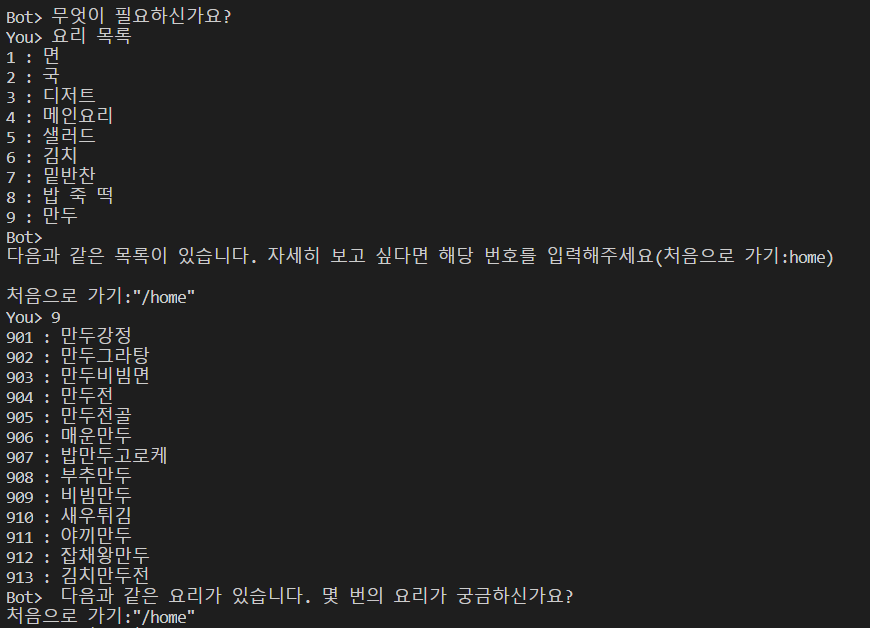 Bot> 무엇이 필요하신가요?
You> 요리 목록
1 : 면
2 : 국
3 : 디저트
4 : 메인요리
5 : 샐러드
6 : 김치
7 : 밑반찬
8 : 밥 죽 떡
9 : 만두
Bot>
다음과 같은 목록이 있습니다. 자세히 보고 싶다면 해당 번호를 입력해주세요(처음으로 가기:home)
처음으로 가기:"/home"
You> 9
901 : 만두강정
902 : 만두그라탕
903 : 만두비빔면
904 : 만두전
905 : 만두전골
906 : 매운만두
907 : 밥만두고로케
908 : 부추만두
909 : 비빔만두
910 : 새우튀김
911 : 야끼만두
912 : 잡채왕만두
913 : 김치만두전
Bot>  다음과 같은 요리가 있습니다. 몇 번의 요리가 궁금하신가요?
처음으로 가기:"/home"